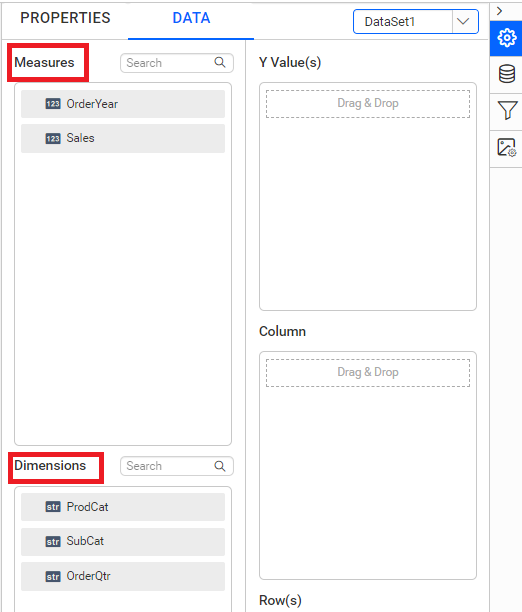 PROPERTIES
DATA
DataSet1
Measures
Search
123 OrderYear
123 Sales
Dimensions
Search
str ProdCat
str SubCat
str OrderQtr
Y Value(s)
Drag & Drop
Column
Drag & Drop
Row(s)